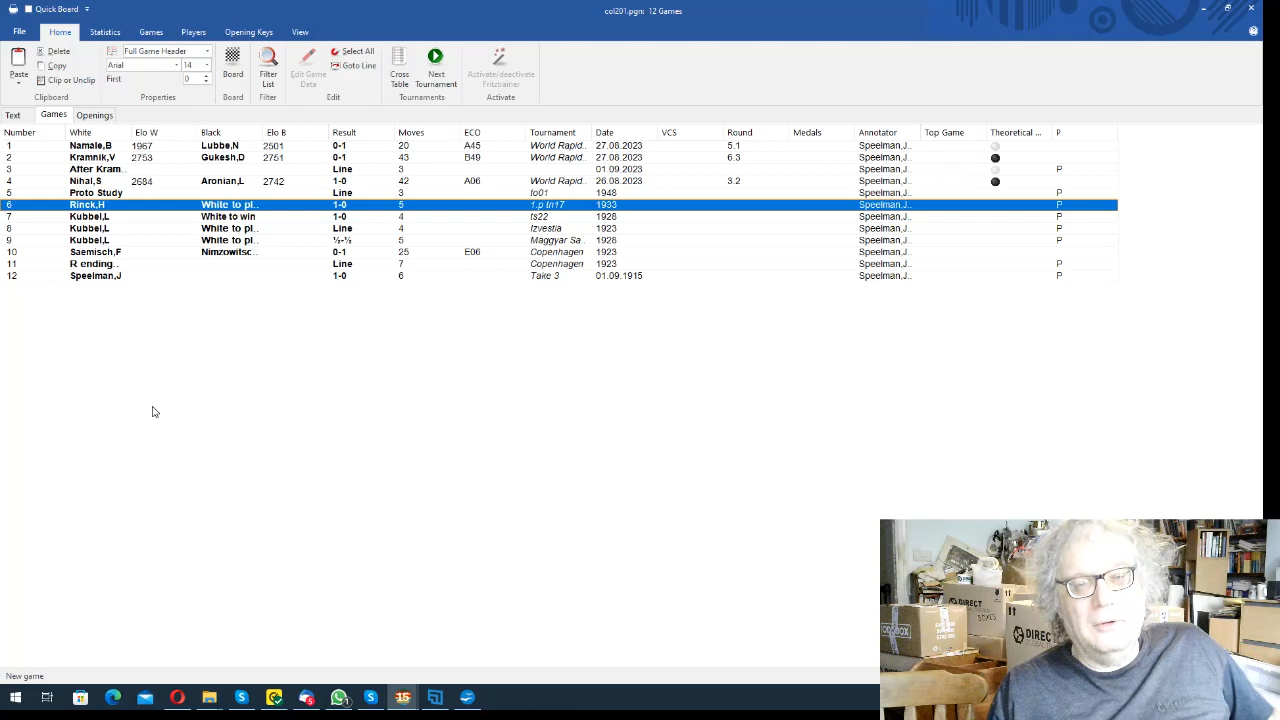 Quick Board
col201.pgn: 12 Games
File Home Statistics Games Players Opening Keys View
Paste Delete Copy Clip or Unclip Clipboard
Full Game Header Arial 14 First 0 Properties
Board Board
Filter List Filter
Edit Game Data Select All Goto Line Edit
Cross Table Next Tournament Tournaments
Activate/deactivate Fritztrainer Activate
Text Games Openings
Number White Elo W Black Elo B Result Moves ECO Tournament Date VCS Round Medals Annotator Top Game Theoretical ... P
1 Namale,B 1967 Lubbe,N 2501 0-1 20 A45 World Rapid.. 27.08.2023 5.1 Speelman,J..
2 Kramnik,V 2753 Gukesh,D 2751 0-1 43 B49 World Rapid.. 27.08.2023 6.3 Speelman,J..
3 After Kram.. Line 3 01.09.2023 Speelman,J.. P
4 Nihal,S 2684 Aronian,L 2742 1-0 42 A06 World Rapid.. 26.08.2023 3.2 Speelman,J..
5 Proto Study Line 3 to01 1948 Speelman,J.. P
6 Rinck,H White to pl.. 1-0 5 1.p tn17 1933 Speelman,J.. P
7 Kubbel,L White to win 1-0 4 ts22 1928 Speelman,J.. P
8 Kubbel,L White to pl.. Line 4 Izvestia 1923 Speelman,J.. P
9 Kubbel,L White to pl.. ½-½ 5 Maggyar Sa.. 1928 Speelman,J.. P
10 Saemisch,F Nimzowitsc.. 0-1 25 E06 Copenhagen 1923 Speelman,J..
11 R ending.. Line 7 Copenhagen 1923 Speelman,J.. P
12 Speelman,J 1-0 6 Take 3 01.09.1915 Speelman,J.. P
DIRECT
BOXES
DIRECT
New game